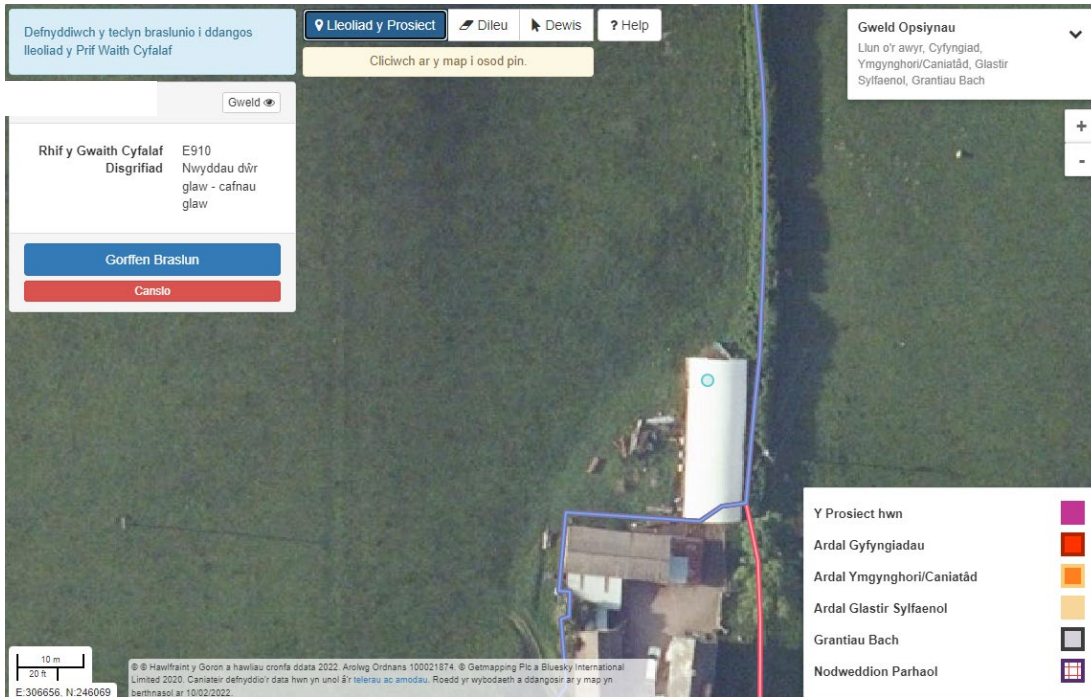 Defnyddiwch y teclyn braslunio i ddangos
lleoliad y Prif Waith Cyfalaf
Lleoliad y Prosiect
Dileu
Dewis
? Help
Cliciwch ar y map i osod pin.
Gweld Opsiynau
Llun o'r awyr, Cyfyngiad,
Ymgynghori/Caniatâd, Glastir
Sylfaenol, Grantiau Bach
+
-
Gweld
Rhif y Gwaith Cyfalaf E910
Disgrifiad Nwyddau dŵr
glaw - cafnau
glaw
Gorffen Braslun
Canslo
Y Prosiect hwn
Ardal Gyfyngiadau
Ardal Ymgynghori/Caniatâd
Ardal Glastir Sylfaenol
Grantiau Bach
Nodweddion Parhaol
10 m
20 ft
E:306656, N:246069
© © Hawlfraint y Goron a hawliau cronfa ddata 2022. Arolwg Ordnans 100021874. © Getmapping Plc a Bluesky International
Limited 2020. Caniateir defnyddio'r data hwn yn unol â'r telerau ac amodau. Roedd yr wybodaeth a ddangosir ar y map yn
berthnasol ar 10/02/2022.